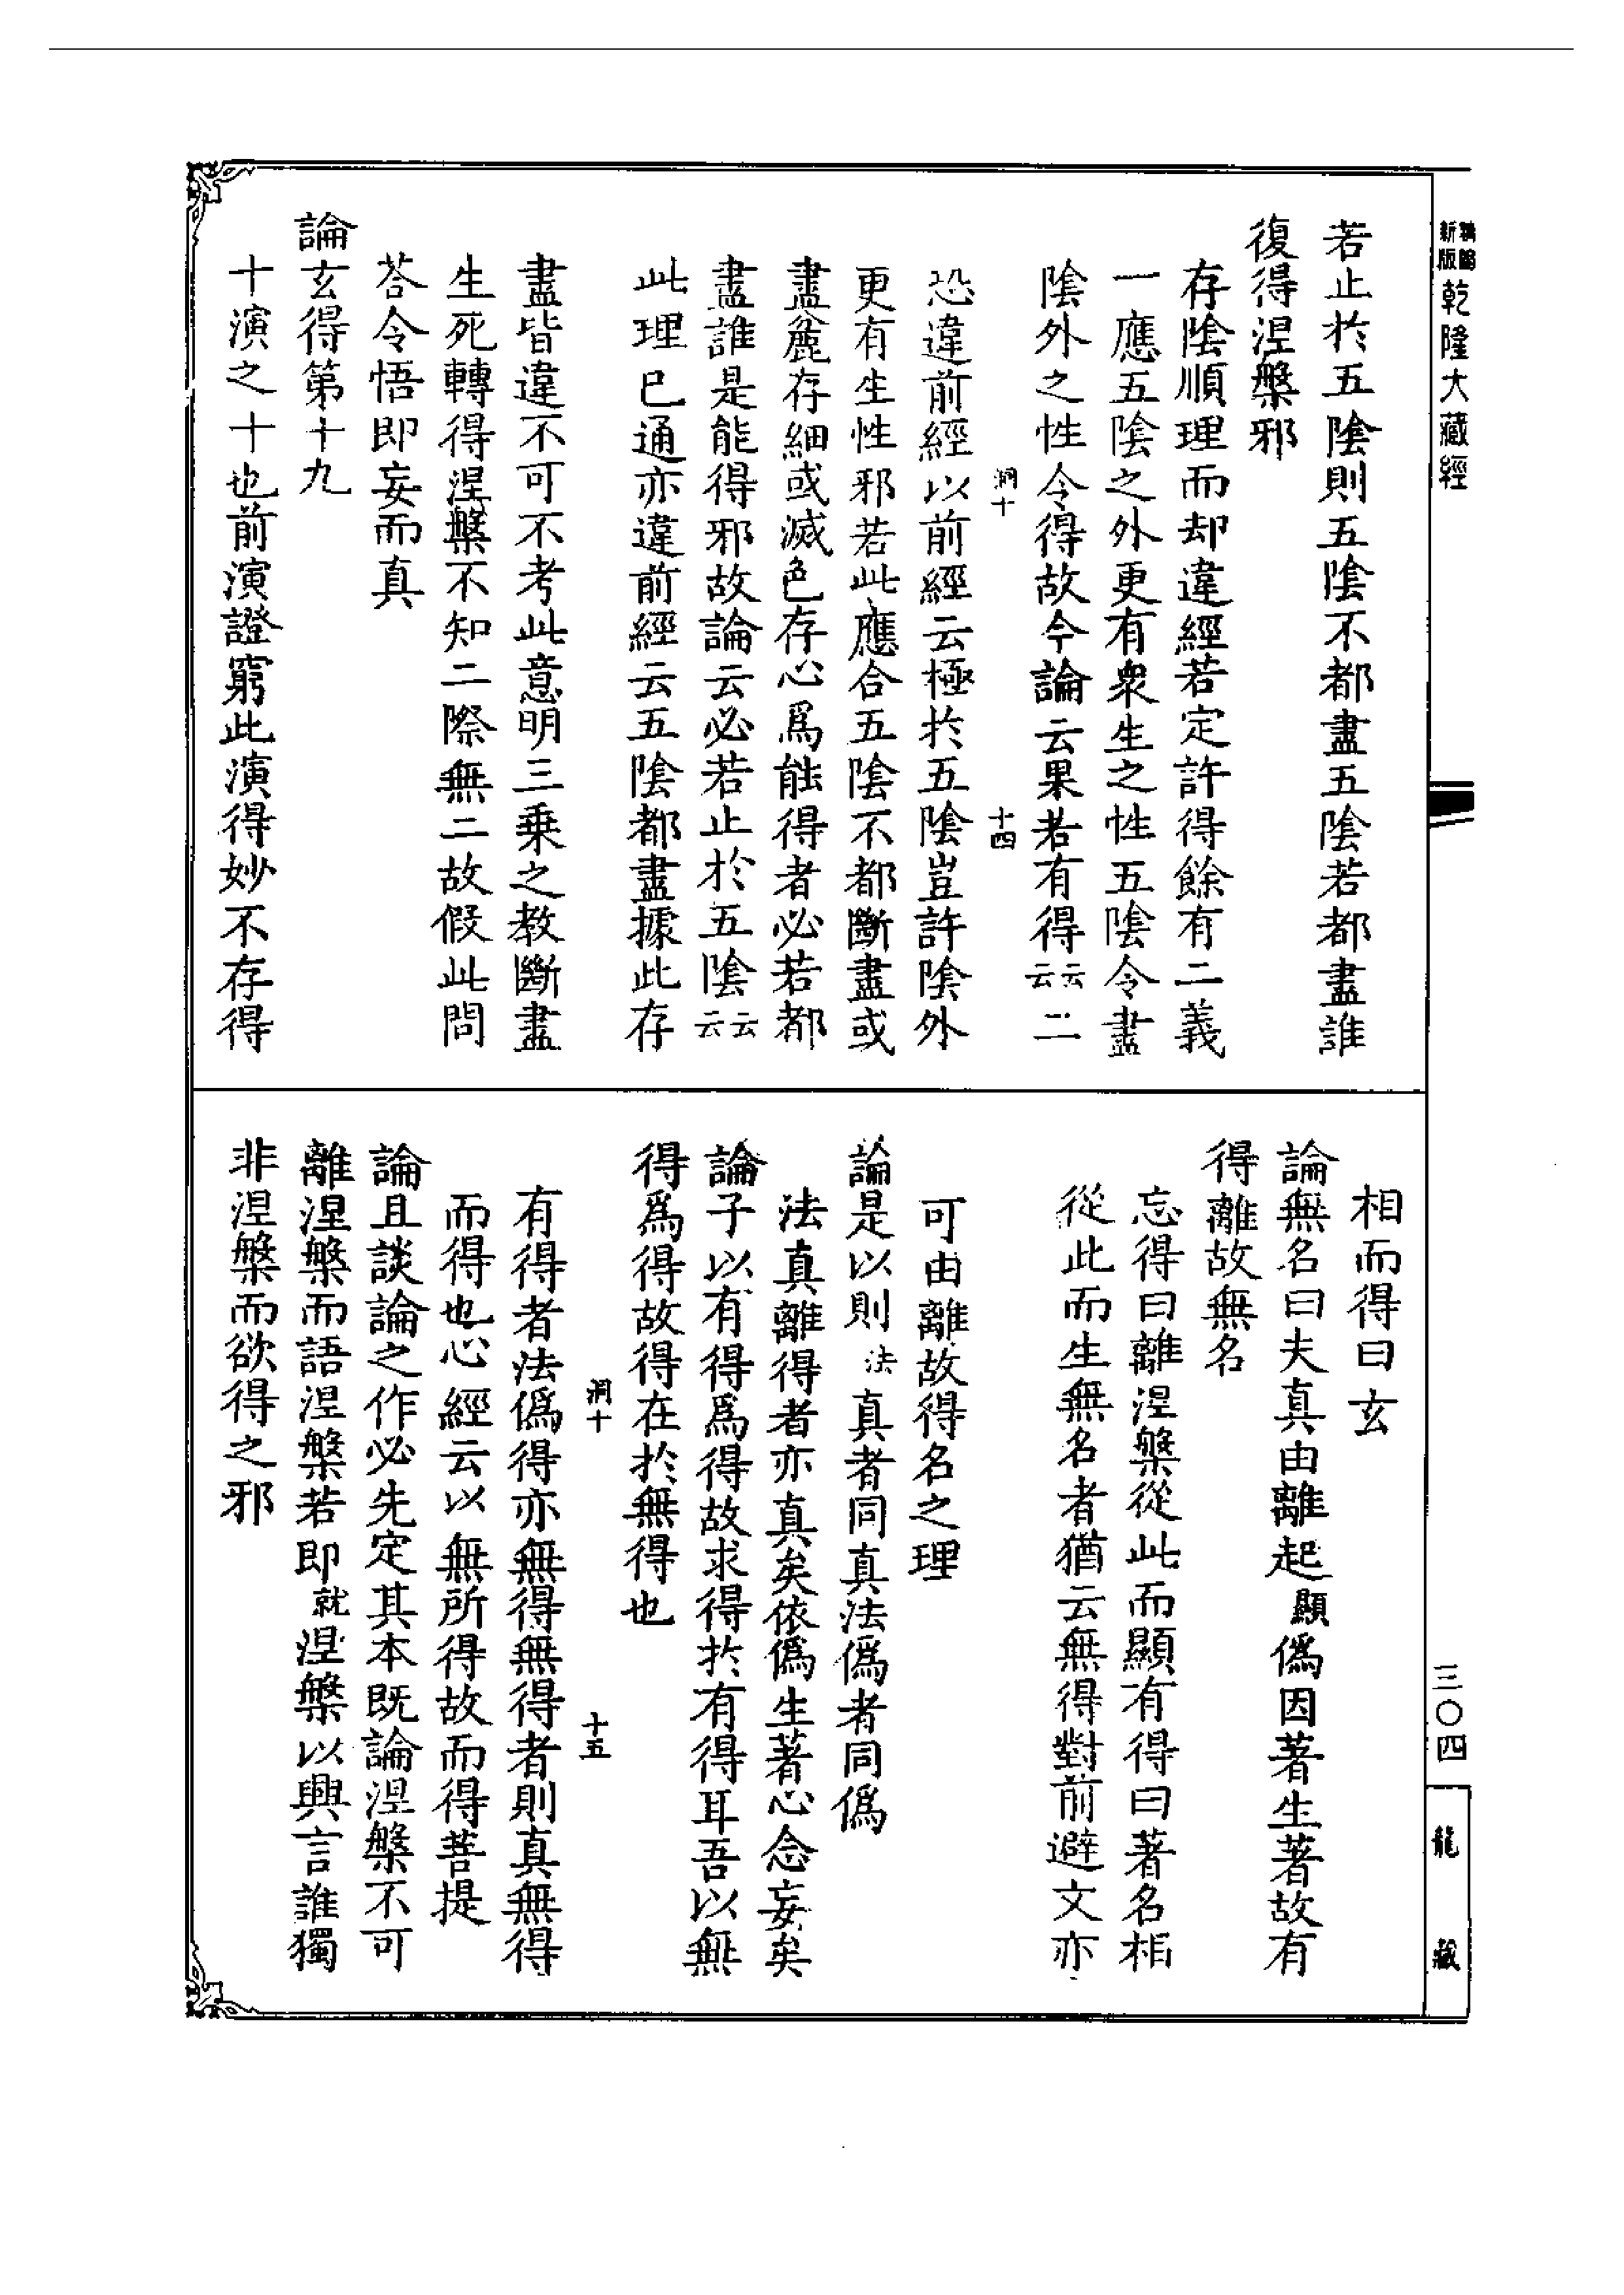 新版乾隆大藏經
若止於五陰則五陰不都盡五陰若都盡誰
復得涅槃邪
存陰順理而却違經若定許得餘有二義
一應五陰之外更有衆生之性五陰令盡
陰外之性令得故今論云果若有得云云二
洞十 十四
恐違前經以前經云極於五陰豈許陰外
更有生性邪若此應合五陰不都斷盡或
盡麁存細或滅色存心爲能得者必若都
盡誰是能得邪故論云必若止於五陰云云
此理已通亦違前經云五陰都盡據此存
盡皆違不可不考此意明三乗之教斷盡
生死轉得涅槃不知二際無二故假此問
荅令悟即妄而真
論玄得第十九
十演之十也前演證窮此演得妙不存得
相而得曰玄
論無名曰夫真由離起顯僞因著生著故有
得離故無名
忘得曰離涅槃從此而顯有得曰著名相
從此而生無名者猶云無得對前避文亦
可由離故得名之理
論是以則法真者同真法僞者同僞
法真離得者亦真矣依僞生著心念妄矣
論子以有得爲得故求得於有得耳吾以無
得爲得故得在於無得也
洞十 十五
有得者法僞得亦無得無得者則真無得
而得也心經云以無所得故而得菩提
論且談論之作必先定其本既論涅槃不可
離涅槃而語涅槃若即就涅槃以興言誰獨
非涅槃而欲得之邪
三〇四
龍藏